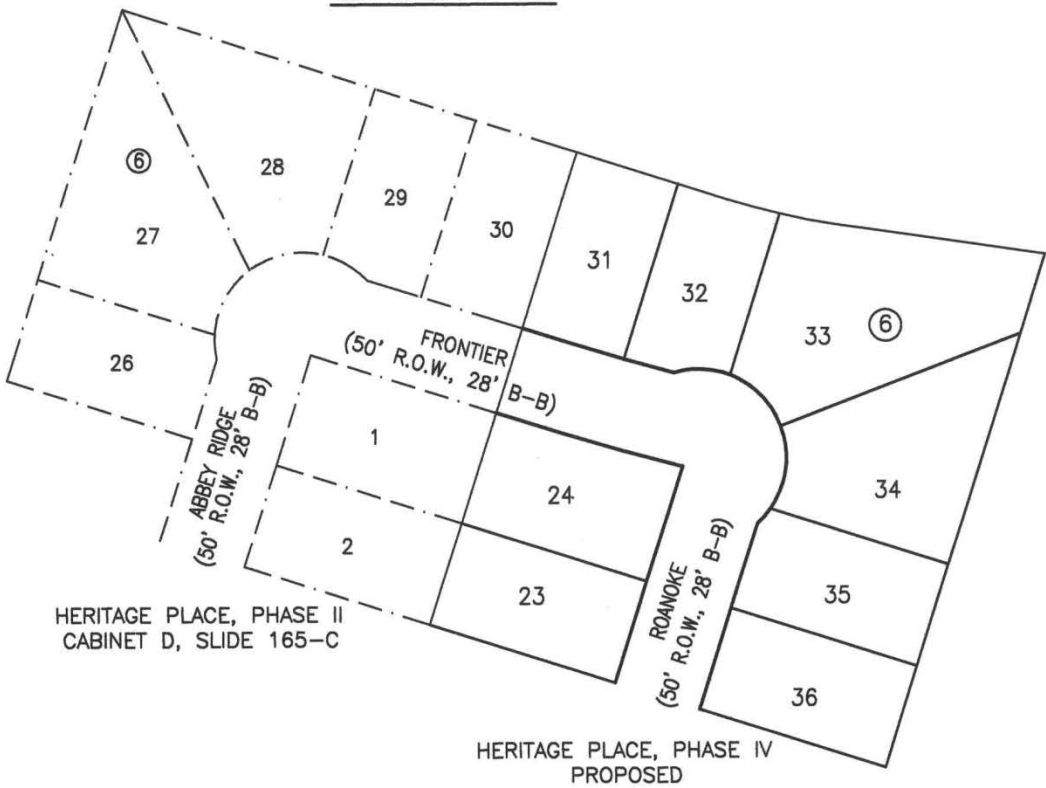 6
28
29
27
30
31
32
33
6
26
FRONTIER
(50' R.O.W., 28' B-B)
ABBEY RIDGE
(50' R.O.W., 28' B-B)
1
24
34
2
23
ROANOKE
(50' R.O.W., 28' B-B)
35
36
HERITAGE PLACE, PHASE II
CABINET D, SLIDE 165-C
HERITAGE PLACE, PHASE IV
PROPOSED